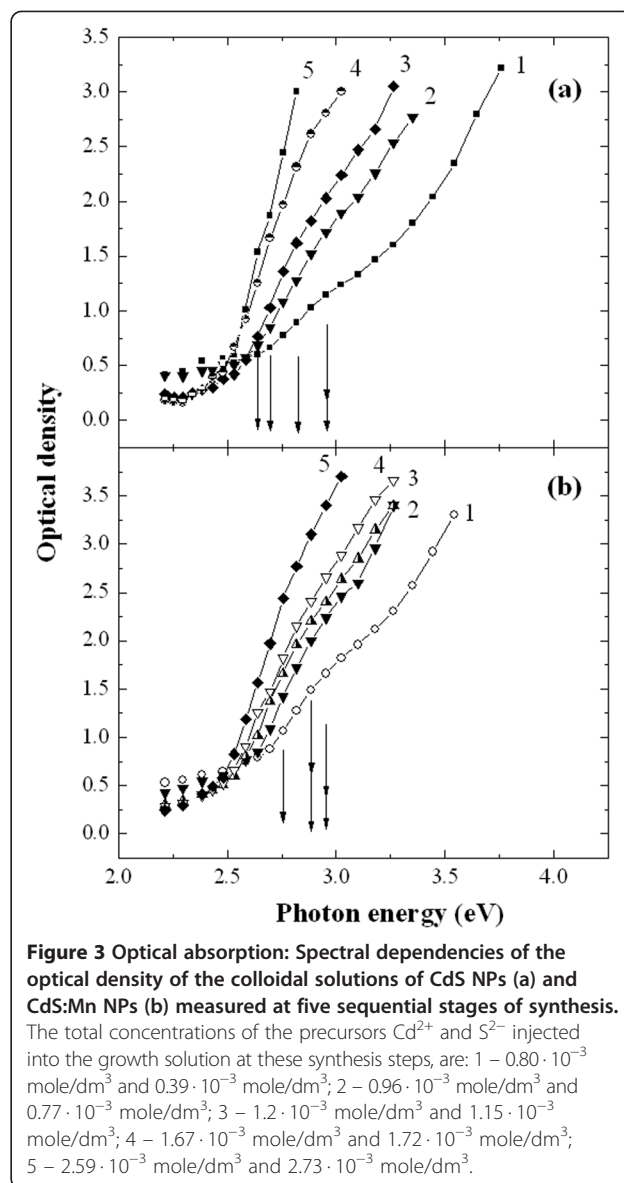 3.5
3.0
2.5
2.0
1.5
1.0
0.5
0.0
5
4
3
2
1
(a)
Optical density
3.5
3.0
2.5
2.0
1.5
1.0
0.5
0.0
5
4
3
2
1
(b)
2.0 2.5 3.0 3.5 4.0
Photon energy (eV)
Figure 3 Optical absorption: Spectral dependencies of the
optical density of the colloidal solutions of CdS NPs (a) and
CdS:Mn NPs (b) measured at five sequential stages of synthesis.
The total concentrations of the precursors Cd²⁺ and S²⁻ injected
into the growth solution at these synthesis steps, are: 1 – 0.80 · 10⁻³
mole/dm³ and 0.39 · 10⁻³ mole/dm³; 2 – 0.96 · 10⁻³ mole/dm³ and
0.77 · 10⁻³ mole/dm³; 3 – 1.2 · 10⁻³ mole/dm³ and 1.15 · 10⁻³
mole/dm³; 4 – 1.67 · 10⁻³ mole/dm³ and 1.72 · 10⁻³ mole/dm³;
5 – 2.59 · 10⁻³ mole/dm³ and 2.73 · 10⁻³ mole/dm³.